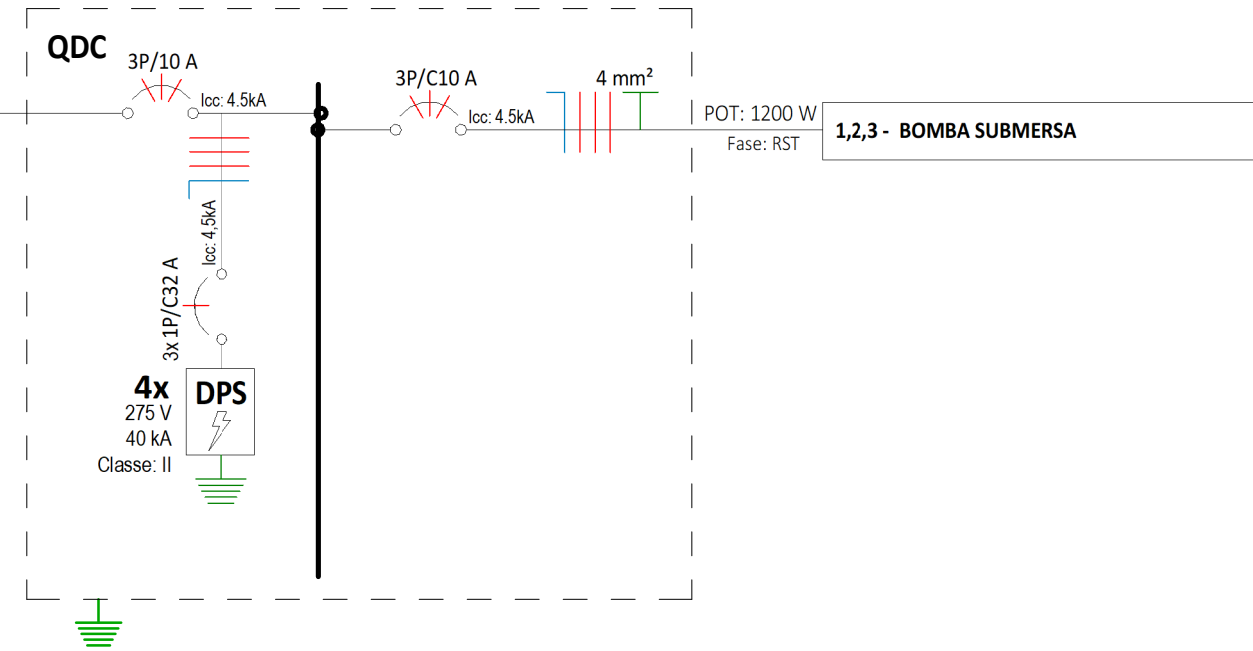 QDC
3P/10 A
Icc: 4.5kA
3P/C10 A
Icc: 4.5kA
4 mm²
POT: 1200 W
Fase: RST
1,2,3 - BOMBA SUBMERSA
Icc: 4,5kA
3x 1P/C32 A
4x
275 V
40 kA
Classe: II
DPS